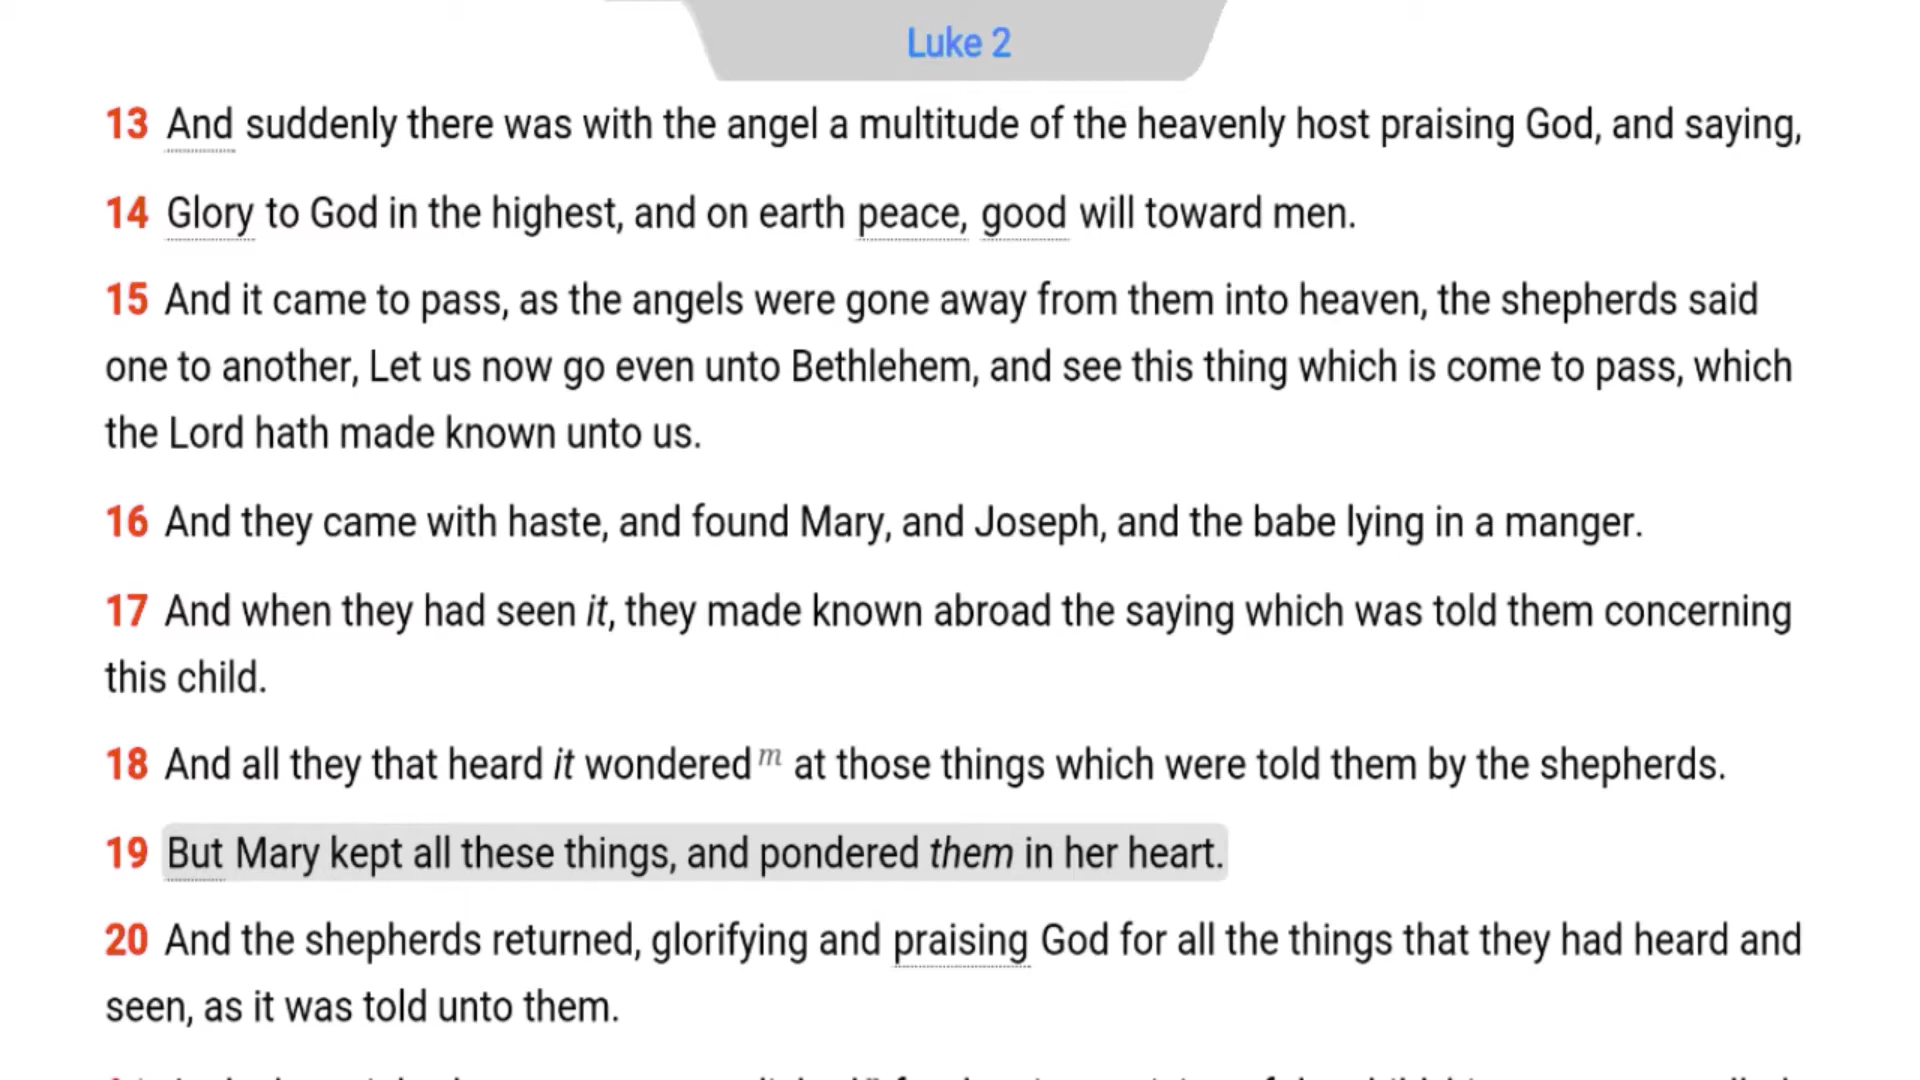 Luke 2
13 And suddenly there was with the angel a multitude of the heavenly host praising God, and saying,
14 Glory to God in the highest, and on earth peace, good will toward men.
15 And it came to pass, as the angels were gone away from them into heaven, the shepherds said
one to another, Let us now go even unto Bethlehem, and see this thing which is come to pass, which
the Lord hath made known unto us.
16 And they came with haste, and found Mary, and Joseph, and the babe lying in a manger.
17 And when they had seen it, they made known abroad the saying which was told them concerning
this child.
18 And all they that heard it wondered m at those things which were told them by the shepherds.
19 But Mary kept all these things, and pondered them in her heart.
20 And the shepherds returned, glorifying and praising God for all the things that they had heard and
seen, as it was told unto them.